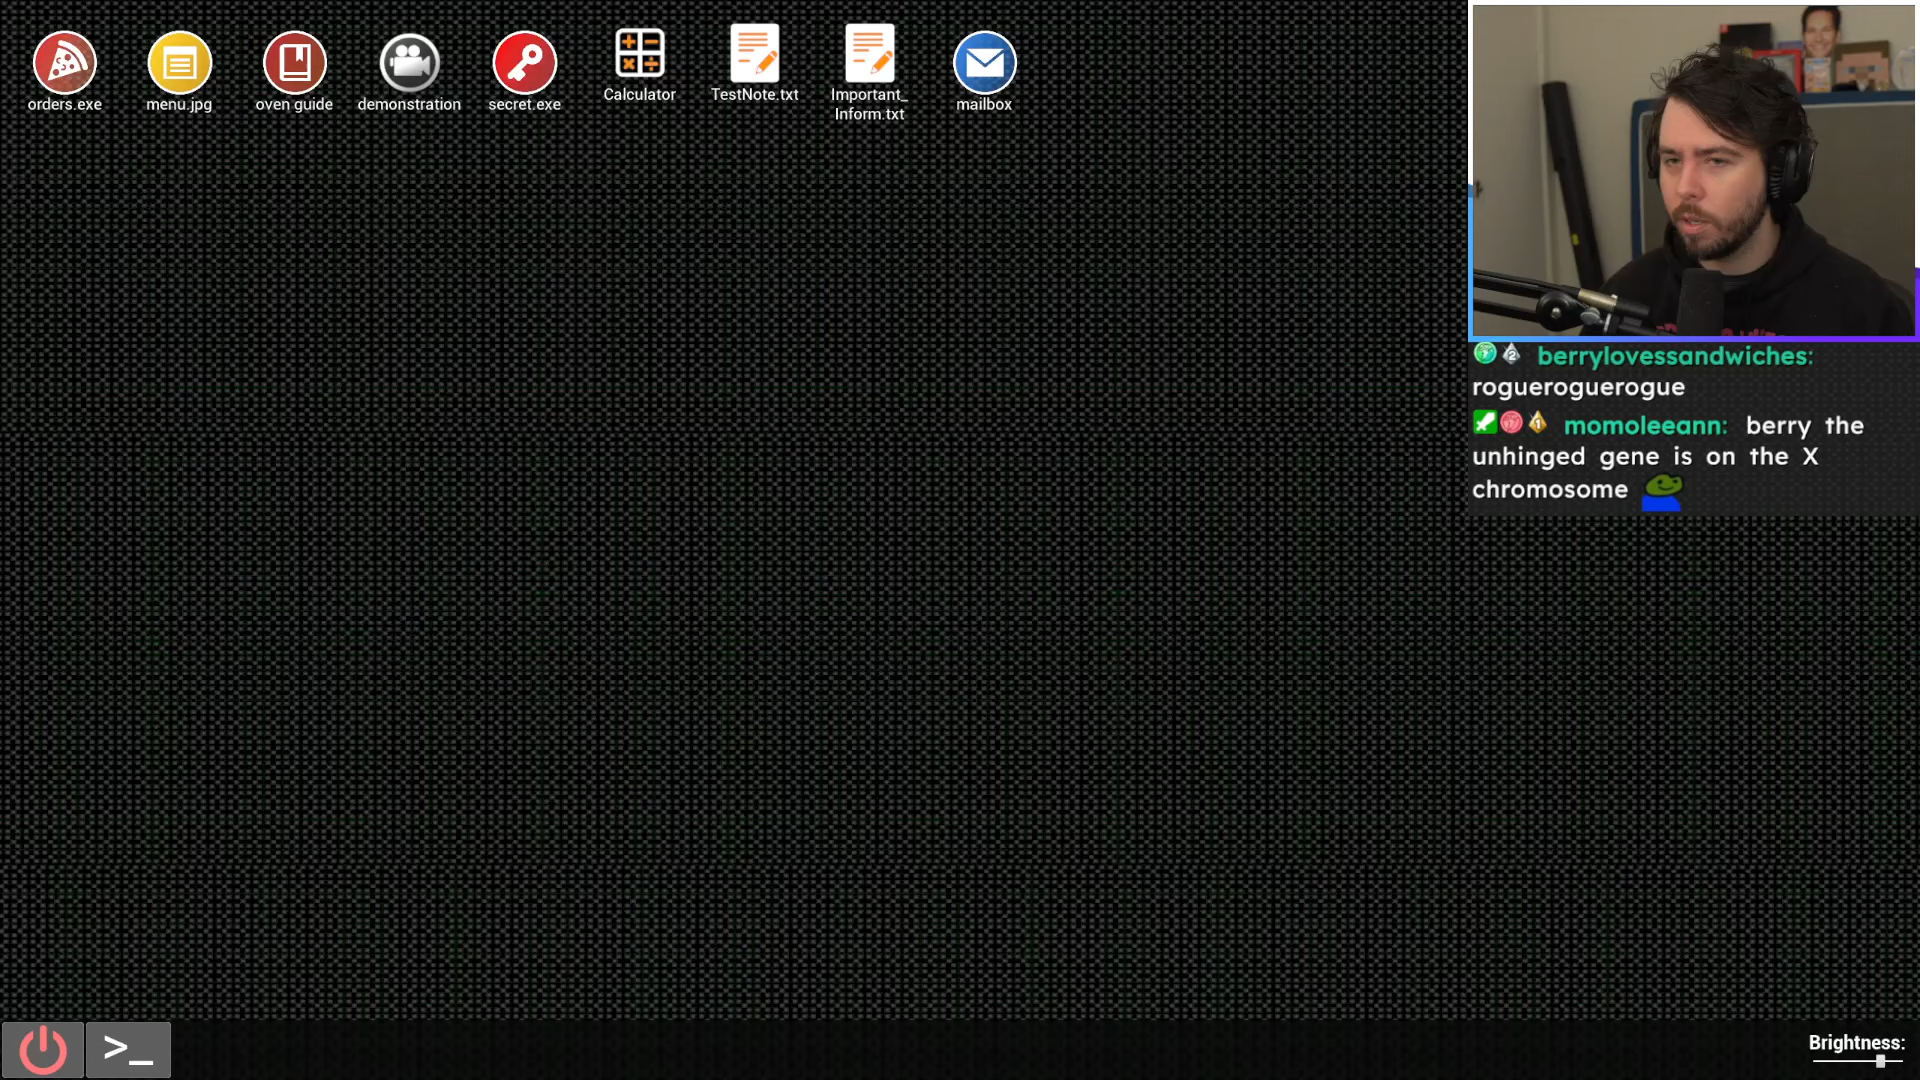 orders.exe
menu.jpg
oven guide
demonstration
secret.exe
Calculator
TestNote.txt
Important_
Inform.txt
mailbox
berrylovessandwiches:
roguerogueroque
momoleeann: berry the
unhinged gene is on the X
chromosome
>_
Brightness: